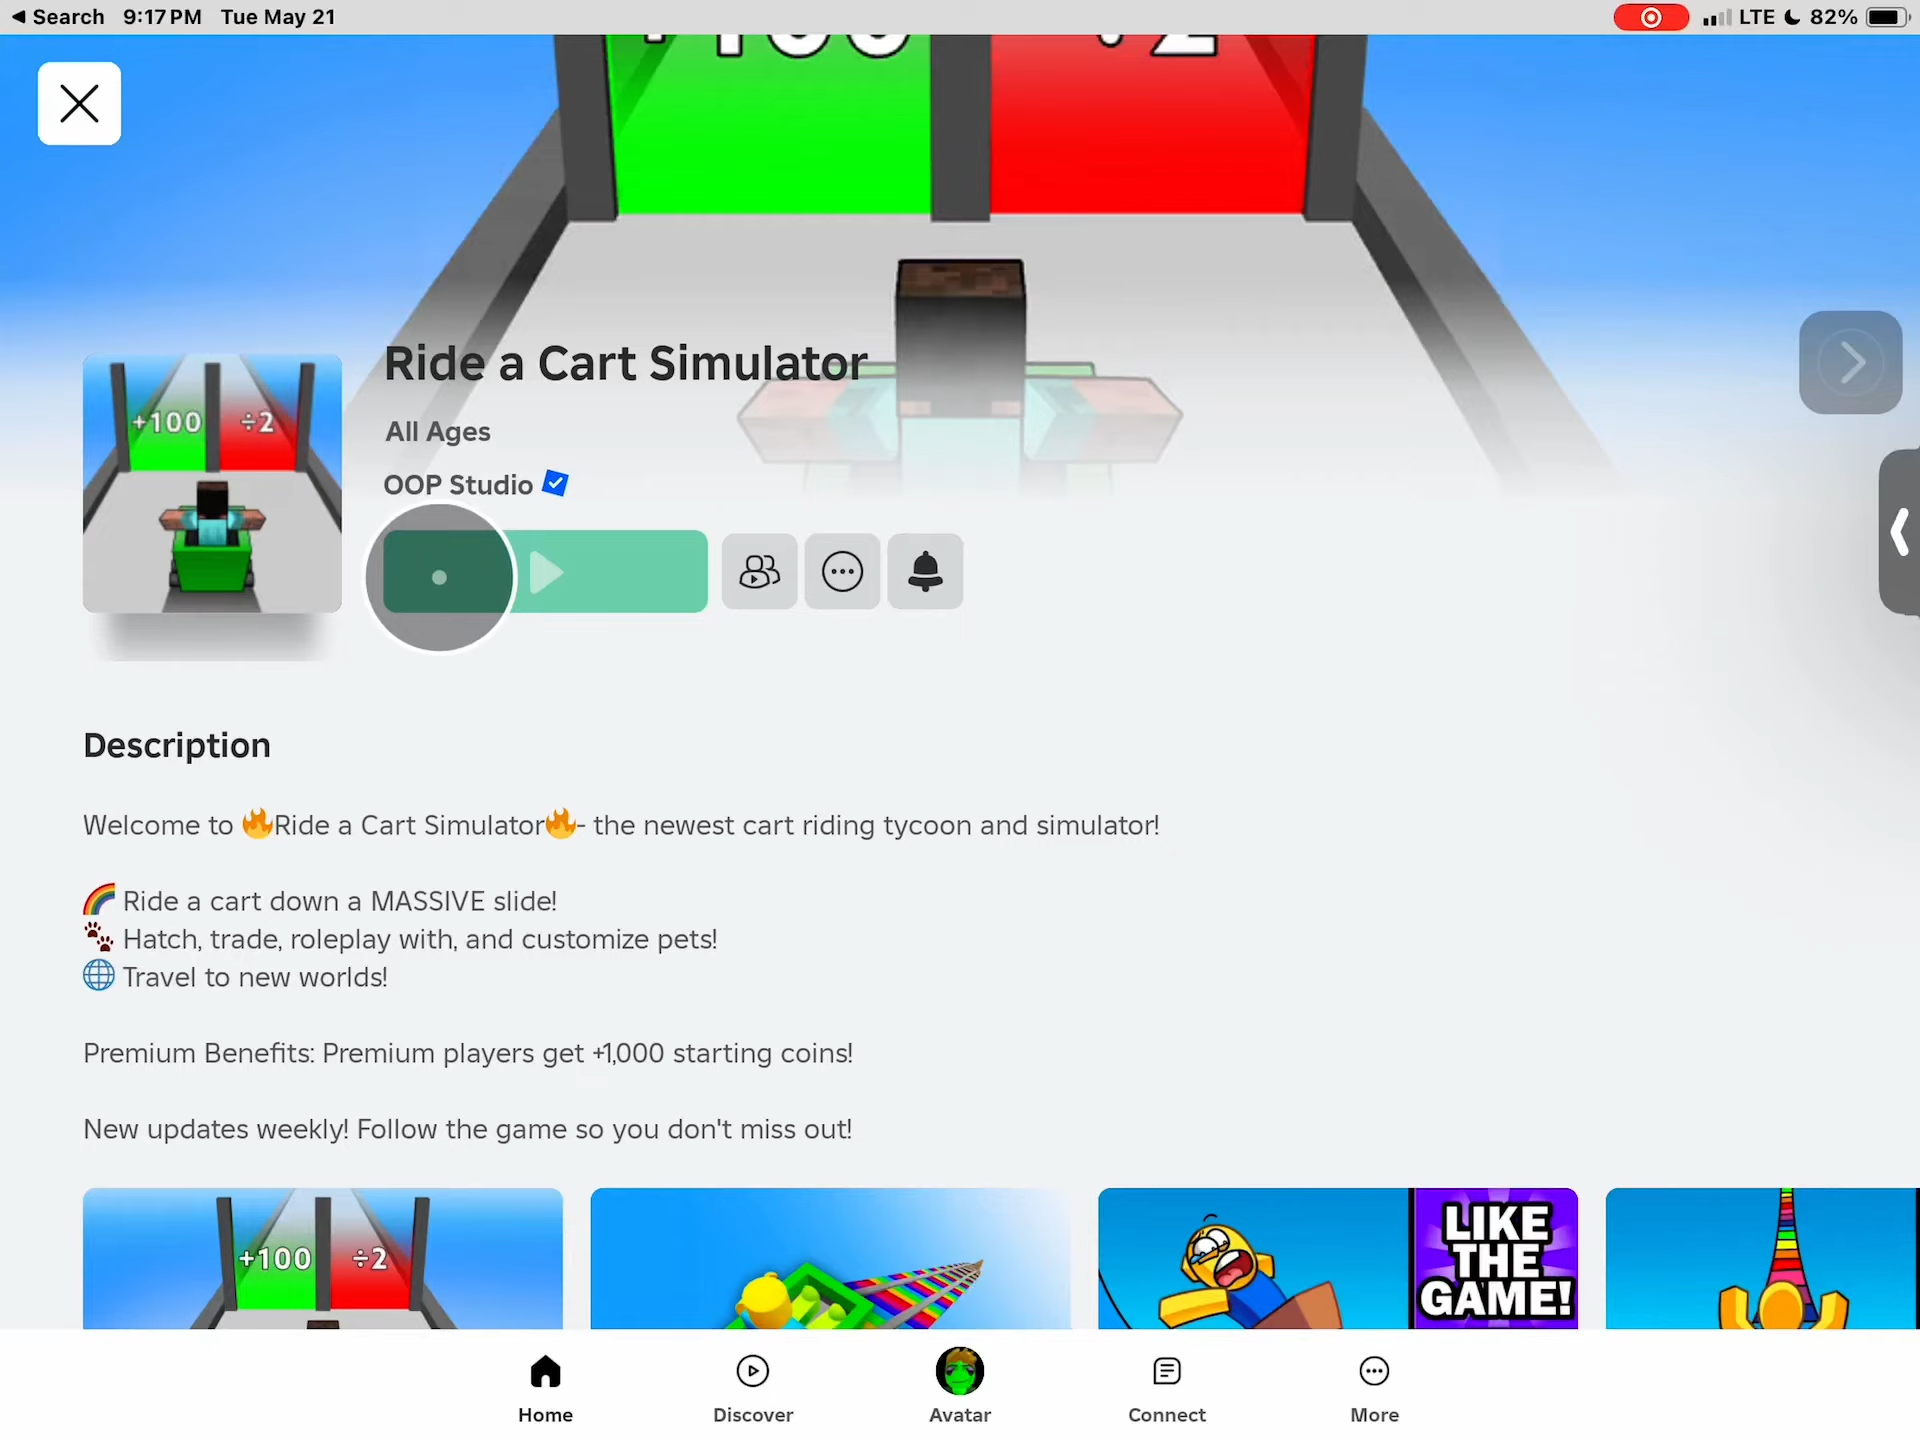 Search 9:17 PM Tue May 21
LTE 82%
+100 ÷2
Ride a Cart Simulator
All Ages
OOP Studio
+100 ÷2
Description
Welcome to 🔥Ride a Cart Simulator🔥- the newest cart riding tycoon and simulator!
🌈 Ride a cart down a MASSIVE slide!
🐾 Hatch, trade, roleplay with, and customize pets!
🌐 Travel to new worlds!
Premium Benefits: Premium players get +1,000 starting coins!
New updates weekly! Follow the game so you don't miss out!
+100 ÷2
LIKE
THE
GAME!
Home Discover Avatar Connect More